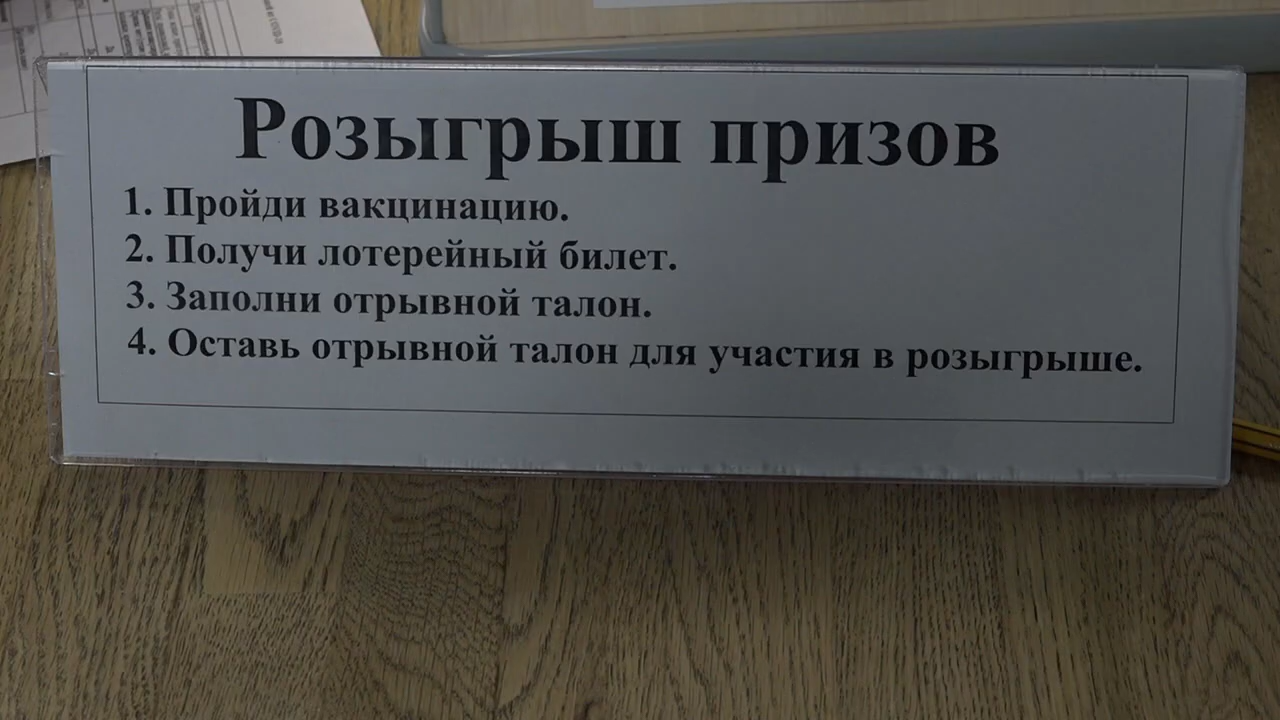 Розыгрыш призов
1. Пройди вакцинацию.
2. Получи лотерейный билет.
3. Заполни отрывной талон.
4. Оставь отрывной талон для участия в розыгрыше.